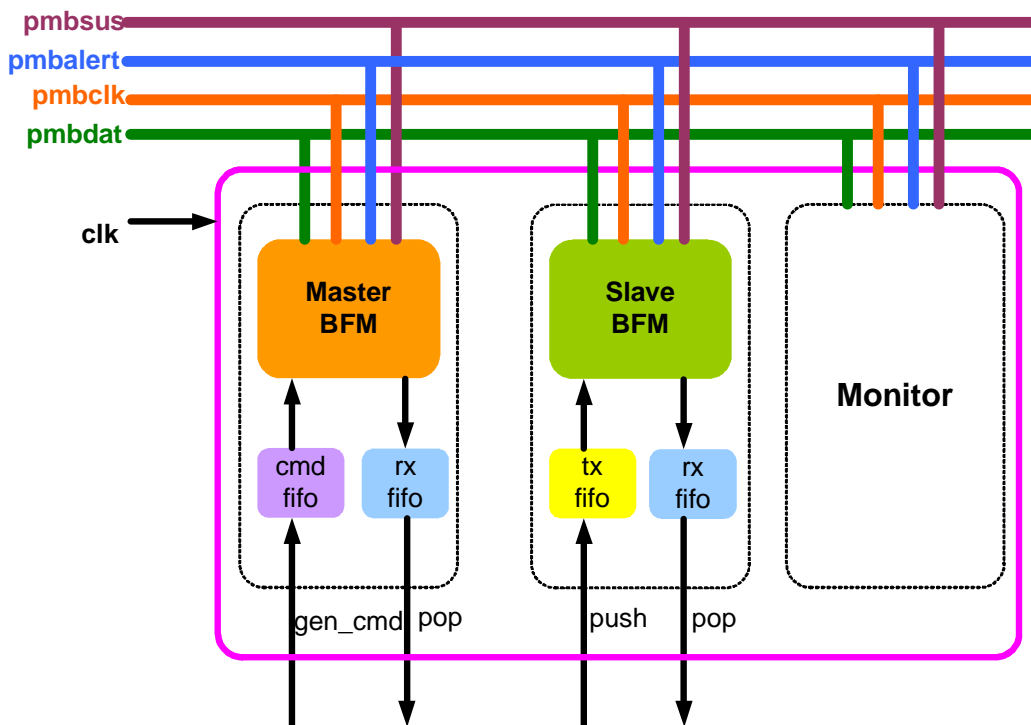 pmbsus
pmbalert
pmbclk
pmbdat
clk
Master
BFM
Slave
BFM
Monitor
cmd
fifo
rx
fifo
tx
fifo
rx
fifo
gen_cmd
pop
push
pop